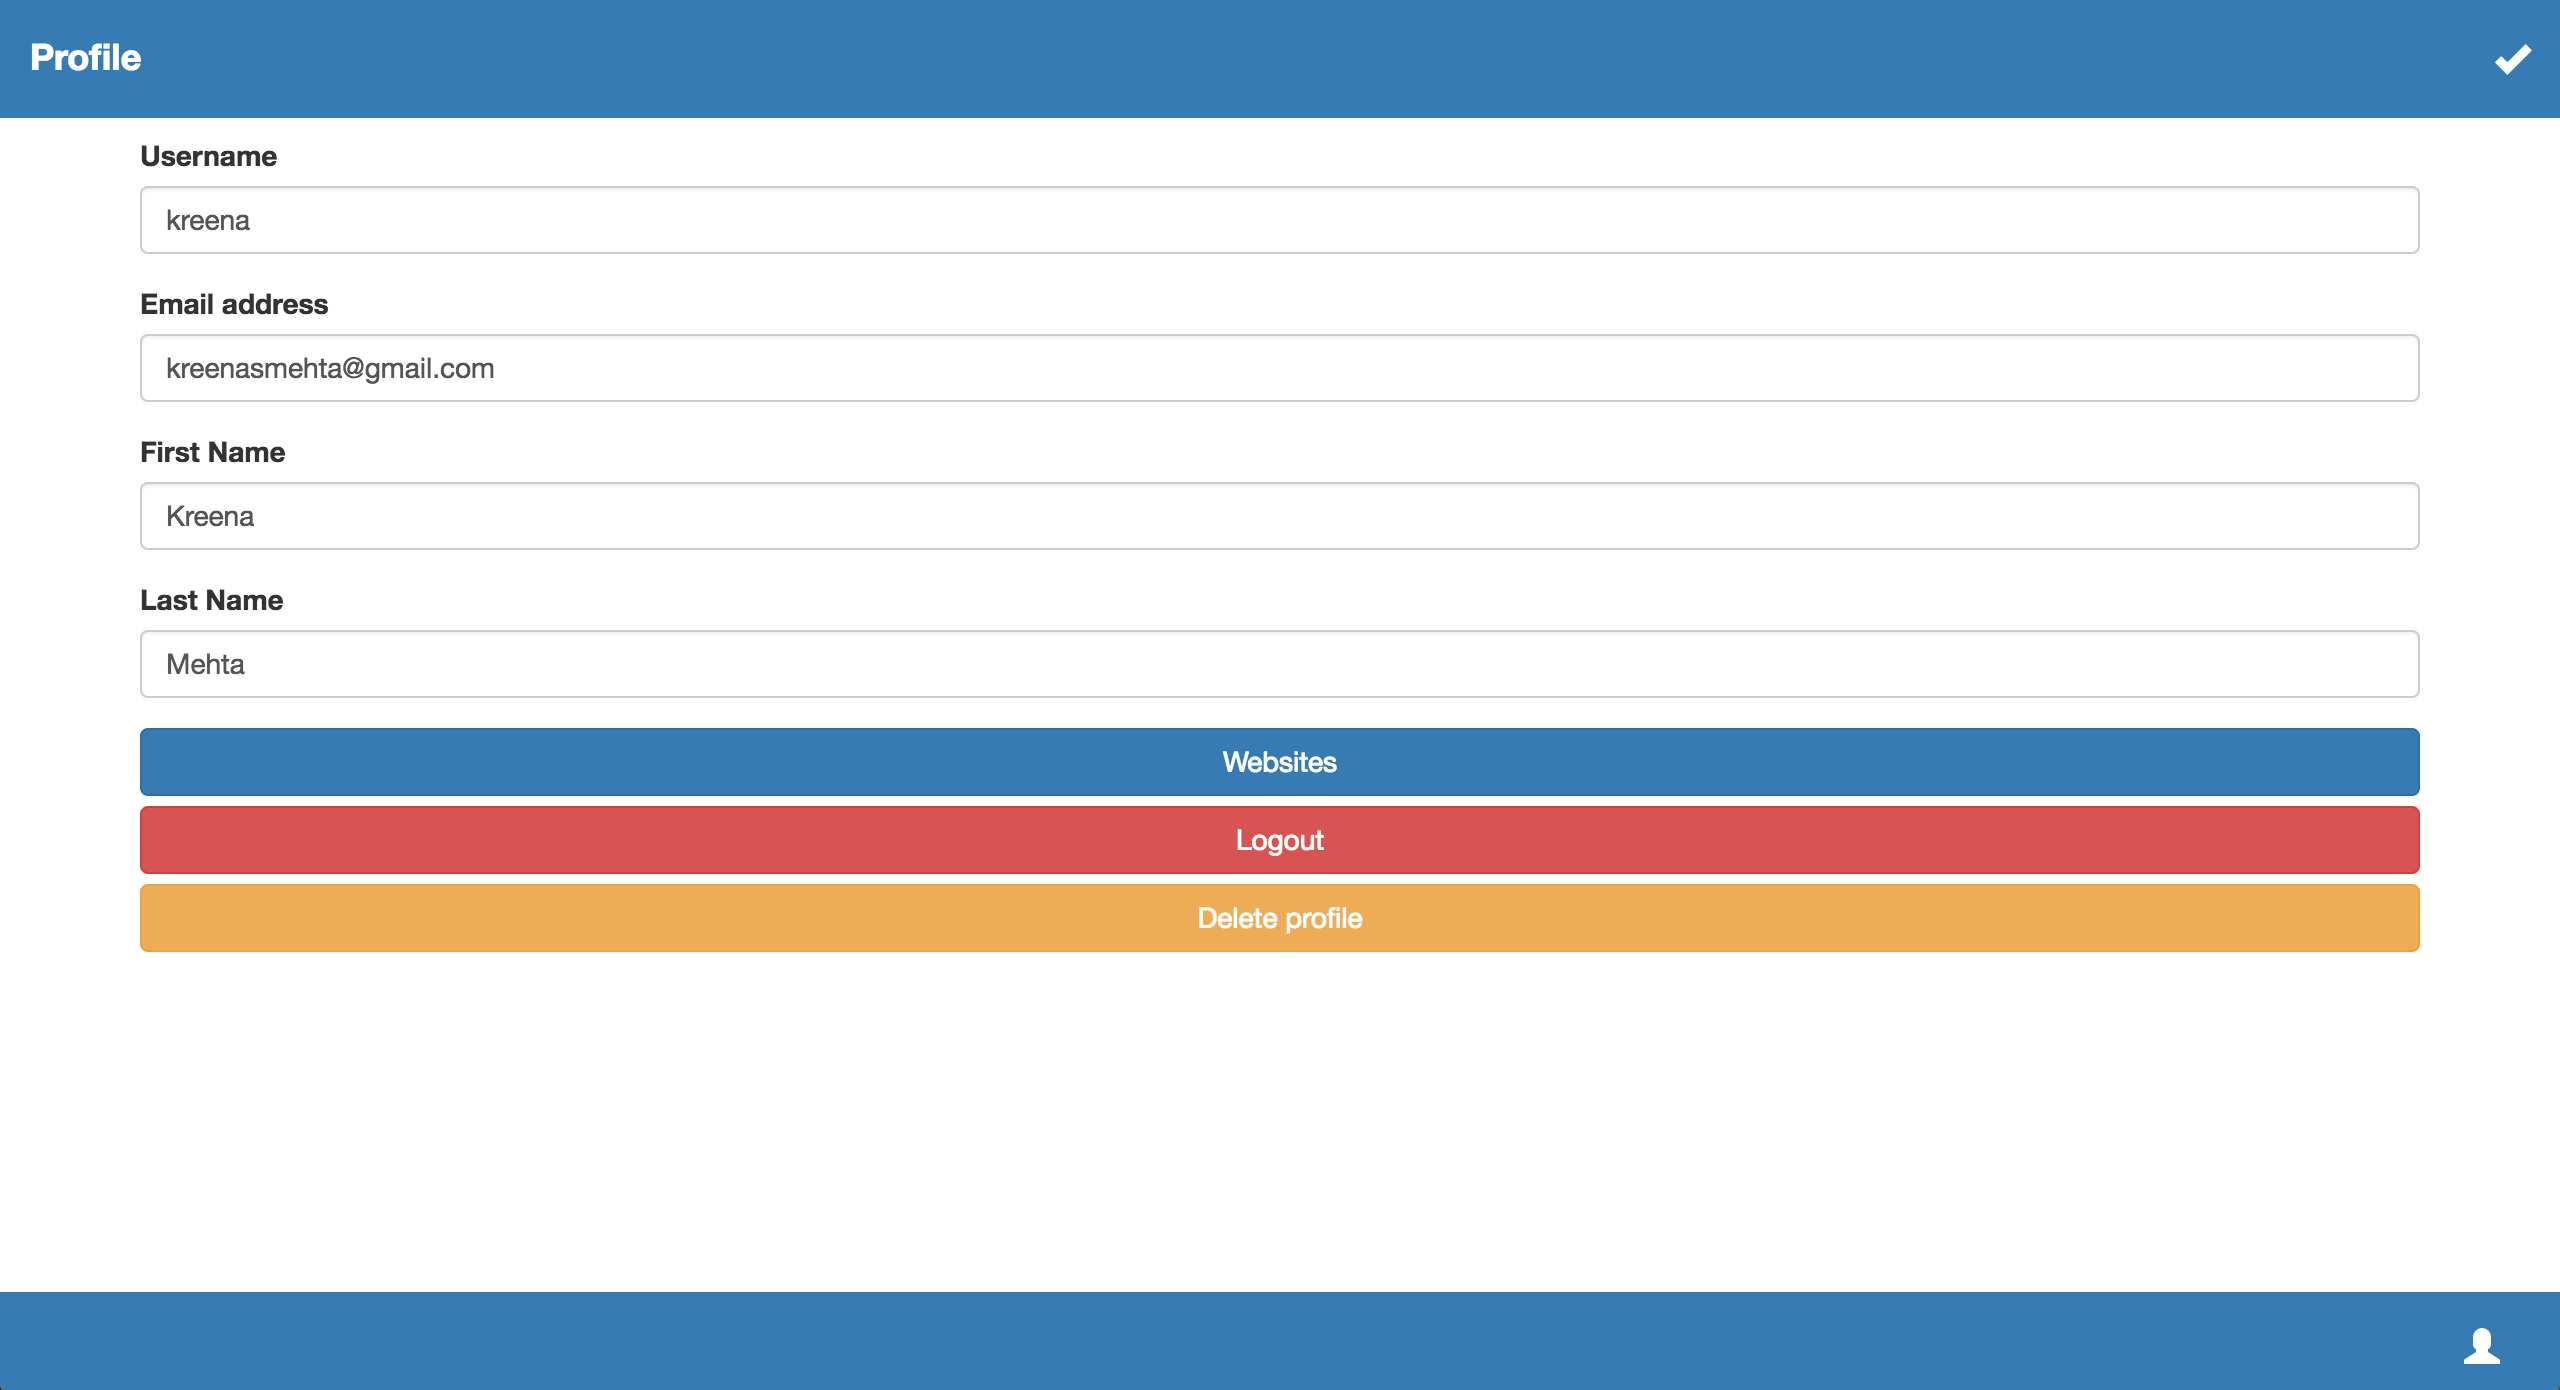 Profile
Username
kreena
Email address
kreenasmehta@gmail.com
First Name
Kreena
Last Name
Mehta
Websites
Logout
Delete profile